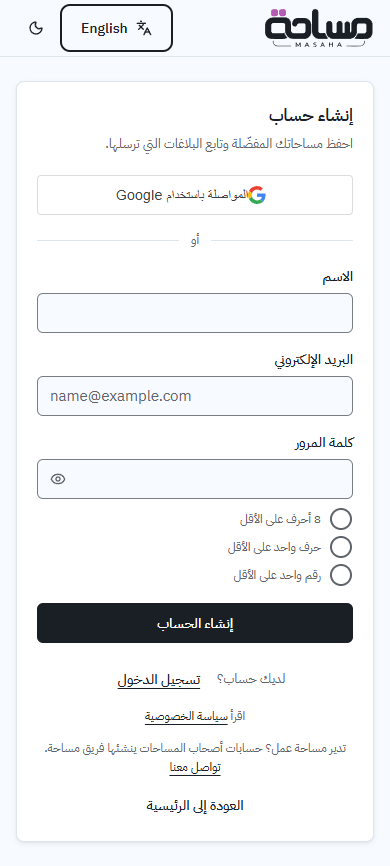 مساحة
MASAHA
English
إنشاء حساب
احفظ مساحاتك المفضّلة وتابع البلاغات التي ترسلها.
المواصلة باستخدام Google
أو
الاسم
البريد الإلكتروني
name@example.com
كلمة المرور
8 أحرف على الأقل
حرف واحد على الأقل
رقم واحد على الأقل
إنشاء الحساب
لديك حساب؟ تسجيل الدخول
اقرأ سياسة الخصوصية
تدير مساحة عمل؟ حسابات أصحاب المساحات ينشئها فريق مساحة.
تواصل معنا
العودة إلى الرئيسية